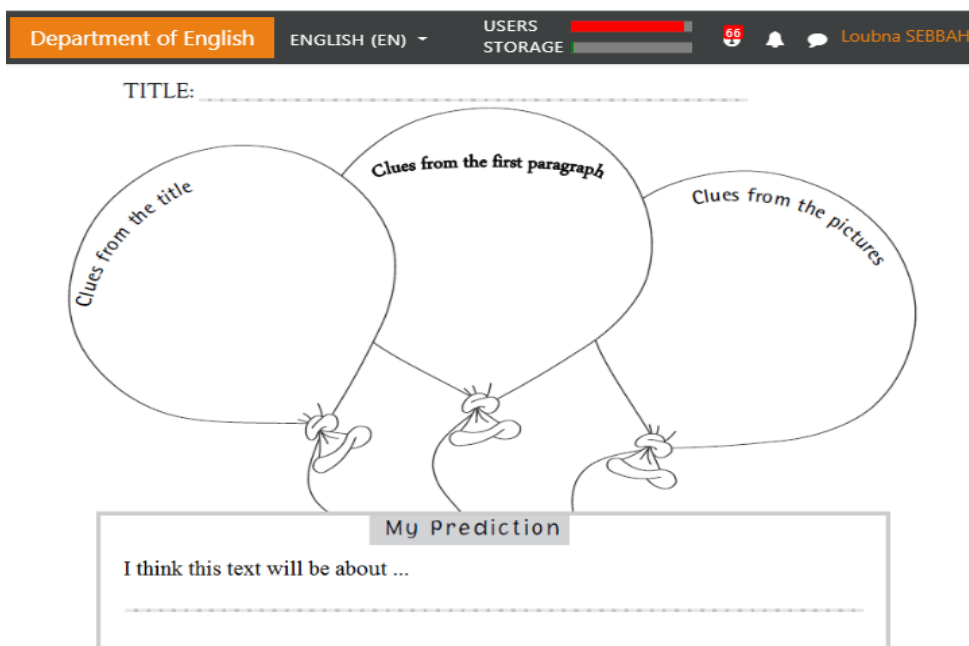 Department of English
ENGLISH (EN)
USERS
STORAGE
66
Loubna SEBBAH
TITLE:
Clues from the title
Clues from the first paragraph
Clues from the pictures
My Prediction
I think this text will be about ...